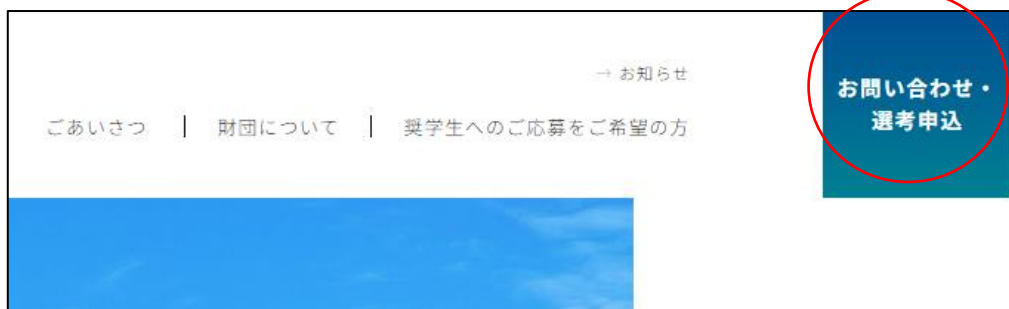 → お知らせ
ごあいさつ | 財団について | 奨学生へのご応募をご希望の方
お問い合わせ・
選考申込